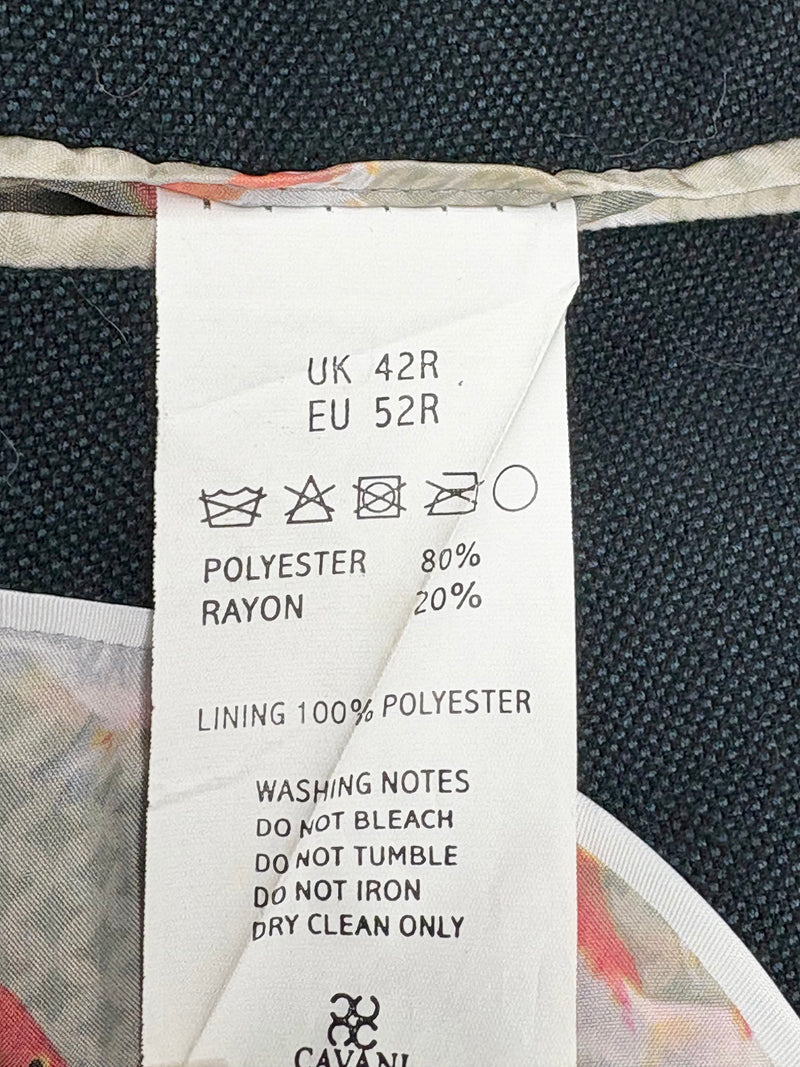 UK 42R
EU 52R
POLYESTER 80%
RAYON 20%
LINING 100% POLYESTER
WASHING NOTES
DO NOT BLEACH
DO NOT TUMBLE
DO NOT IRON
DRY CLEAN ONLY
CAVANI